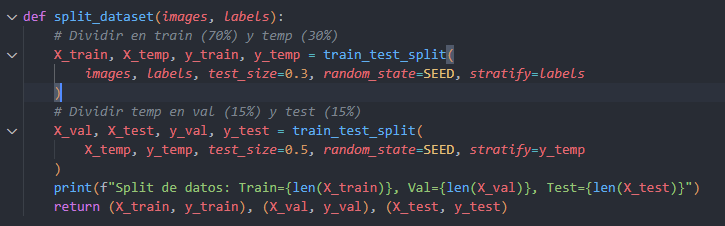 def split_dataset(images, labels):
    # Dividir en train (70%) y temp (30%)
    X_train, X_temp, y_train, y_temp = train_test_split(
        images, labels, test_size=0.3, random_state=SEED, stratify=labels
    )
    # Dividir temp en val (15%) y test (15%)
    X_val, X_test, y_val, y_test = train_test_split(
        X_temp, y_temp, test_size=0.5, random_state=SEED, stratify=y_temp
    )
    print(f"Split de datos: Train={len(X_train)}, Val={len(X_val)}, Test={len(X_test)}")
    return (X_train, y_train), (X_val, y_val), (X_test, y_test)